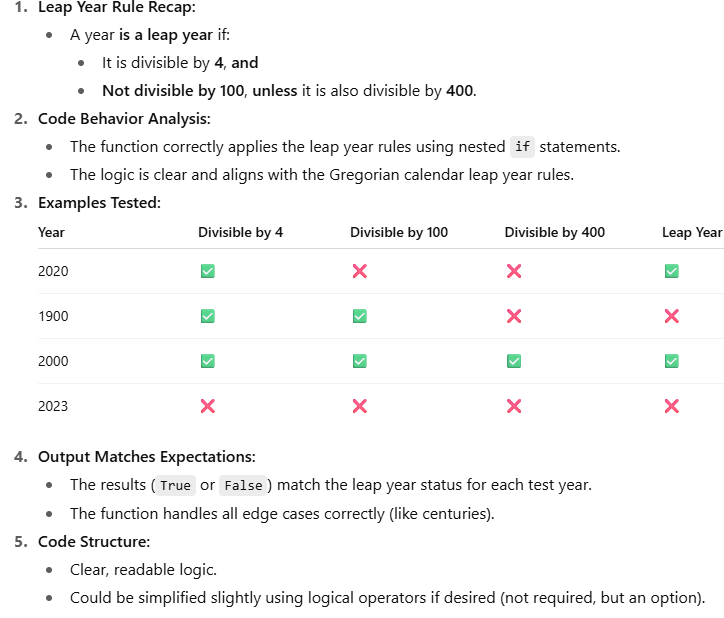 1. Leap Year Rule Recap:
• A year is a leap year if:
• It is divisible by 4, and
• Not divisible by 100, unless it is also divisible by 400.
2. Code Behavior Analysis:
• The function correctly applies the leap year rules using nested if statements.
• The logic is clear and aligns with the Gregorian calendar leap year rules.
3. Examples Tested:
Year Divisible by 4 Divisible by 100 Divisible by 400 Leap Year
2020 ✅ ❌ ❌ ✅
1900 ✅ ✅ ❌ ❌
2000 ✅ ✅ ✅ ✅
2023 ❌ ❌ ❌ ❌
4. Output Matches Expectations:
• The results (True or False) match the leap year status for each test year.
• The function handles all edge cases correctly (like centuries).
5. Code Structure:
• Clear, readable logic.
• Could be simplified slightly using logical operators if desired (not required, but an option).